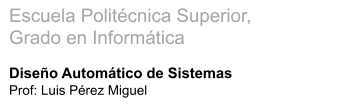 Escuela Politécnica Superior,
Grado en Informática
Diseño Automático de Sistemas
Prof: Luis Pérez Miguel